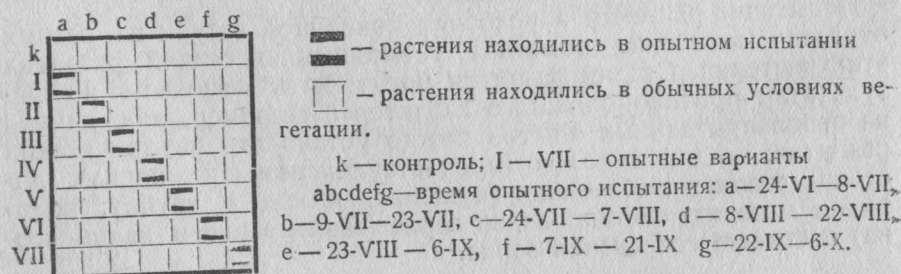 a b c d e f g
k
I
II
III
IV
V
VI
VII
— растения находились в опытном испытании
— растения находились в обычных условиях ве-
гетации.
k — контроль; I — VII — опытные варианты
abcdefg—время опытного испытания: a—24-VI—8-VII,
b—9-VII—23-VII, c—24-VII — 7-VIII, d — 8-VIII — 22-VIII,
e — 23-VIII — 6-IX, f — 7-IX — 21-IX g—22-IX—6-X.